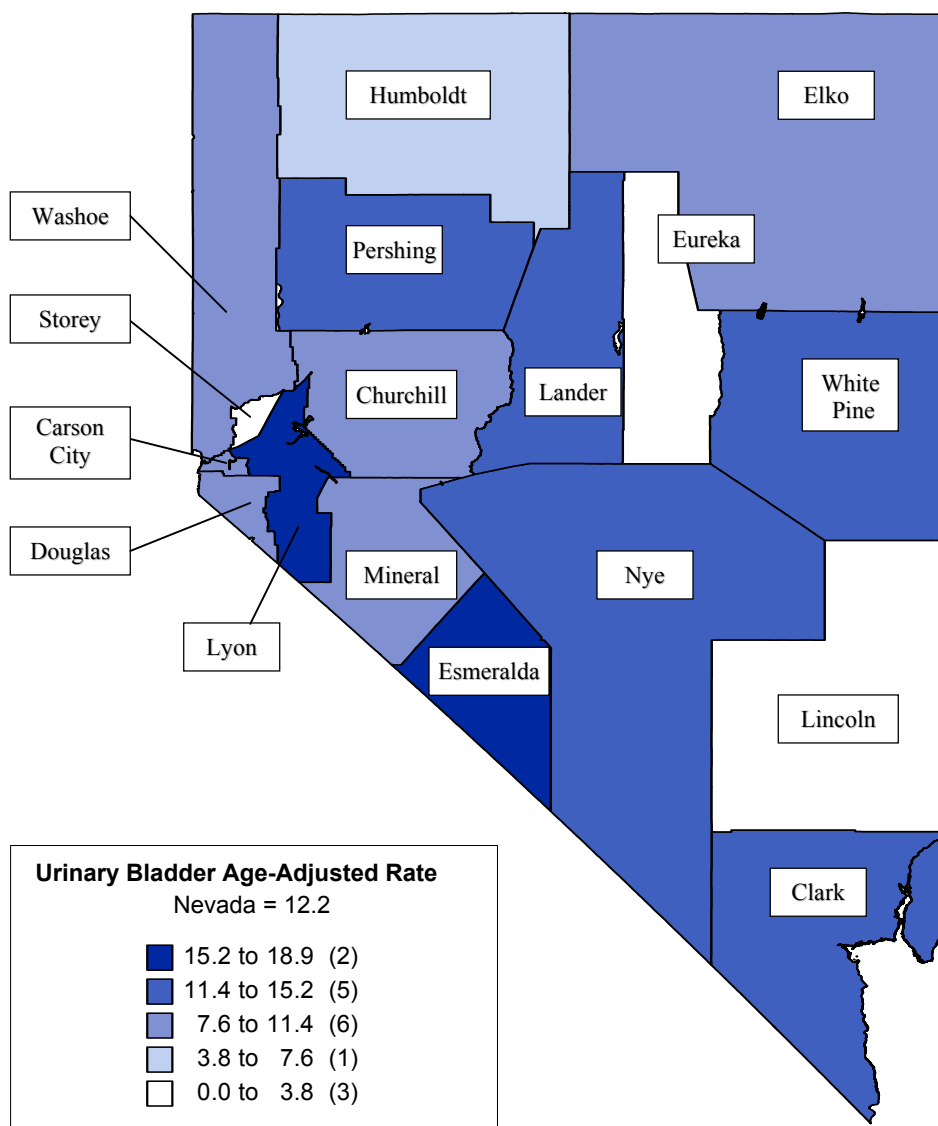 Humboldt
Elko
Washoe
Eureka
Pershing
Storey
Churchill
Lander
White
Pine
Carson
City
Douglas
Mineral
Nye
Lyon
Esmeralda
Lincoln
Urinary Bladder Age-Adjusted Rate
Nevada = 12.2
15.2 to 18.9 (2)
11.4 to 15.2 (5)
7.6 to 11.4 (6)
3.8 to 7.6 (1)
0.0 to 3.8 (3)
Clark